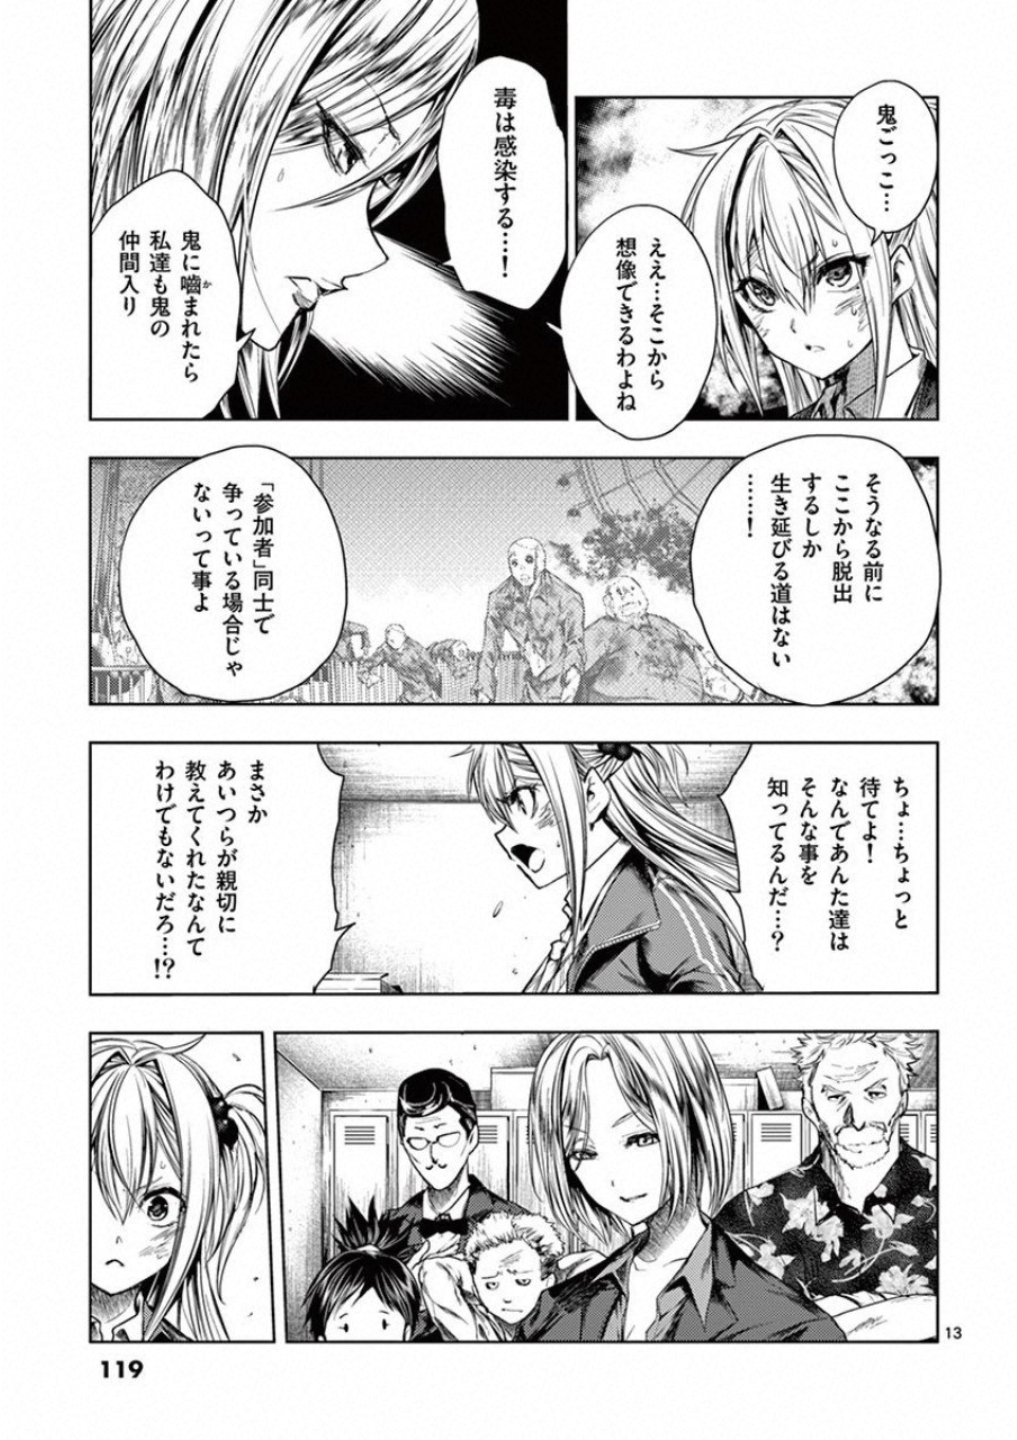 鬼ごっこ…
ええ…そこから
想像できるわよね
毒は感染する……！
鬼に嚙まれたら
か
私達も鬼の
仲間入り
そうなる前に
ここから脱出
するしか
生き延びる道はない
………！
「参加者」同士で
争っている場合じゃ
ないって事よ
ちょ…ちょっと
待てよ！
なんであんた達は
そんな事を
知ってるんだ…？
まさか
あいつらが親切に
教えてくれたなんて
わけでもないだろ…！？
13
119